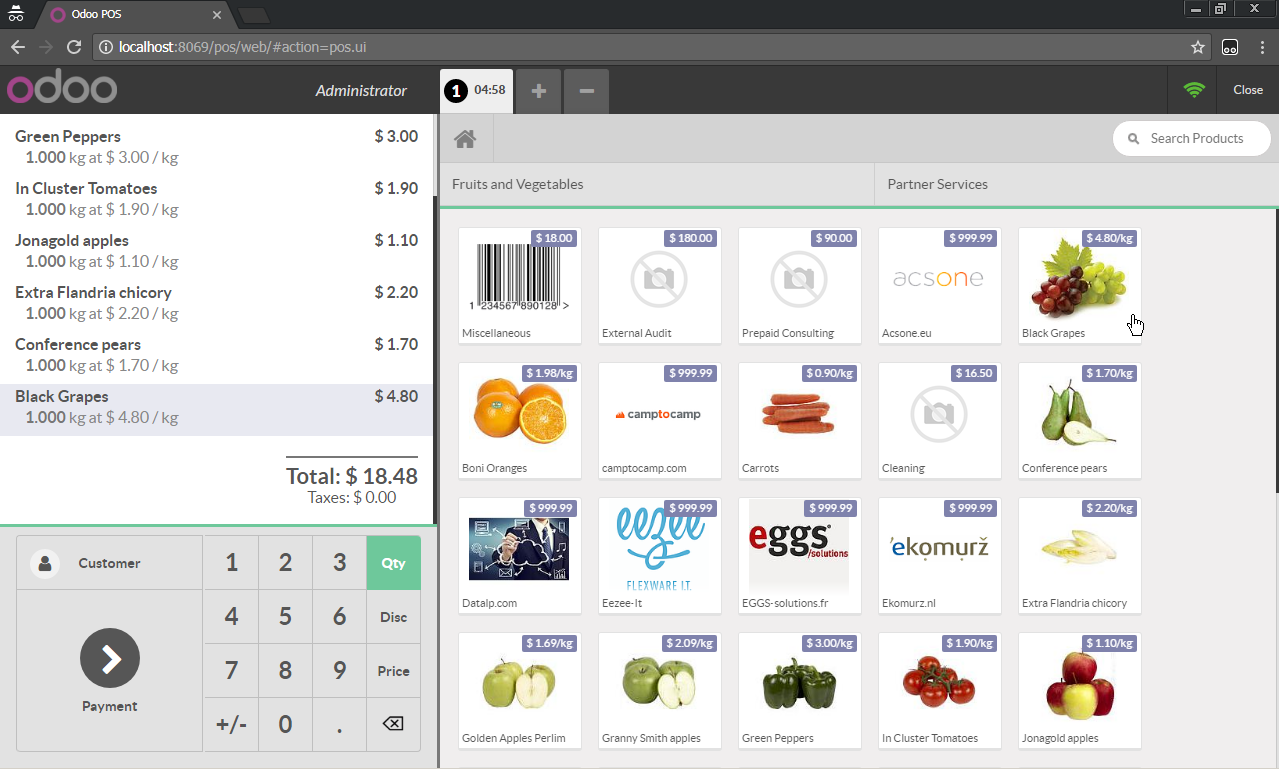 Odoo POS
localhost:8069/pos/web/#action=pos.ui
odoo
Administrator
1 04:58
+
−
Close
Search Products
Fruits and Vegetables
Partner Services
Green Peppers $ 3.00
1.000 kg at $ 3.00 / kg
In Cluster Tomatoes $ 1.90
1.000 kg at $ 1.90 / kg
Jonagold apples $ 1.10
1.000 kg at $ 1.10 / kg
Extra Flandria chicory $ 2.20
1.000 kg at $ 2.20 / kg
Conference pears $ 1.70
1.000 kg at $ 1.70 / kg
Black Grapes $ 4.80
1.000 kg at $ 4.80 / kg
Total: $ 18.48
Taxes: $ 0.00
Customer
Payment
1 2 3 Qty
4 5 6 Disc
7 8 9 Price
+/- 0 .
$ 18.00
1 234567 890128 >
Miscellaneous
$ 180.00
External Audit
$ 90.00
Prepaid Consulting
$ 999.99
acsone
Acsone.eu
$ 4.80/kg
Black Grapes
$ 1.98/kg
Boni Oranges
$ 999.99
camptocamp
camptocamp.com
$ 0.90/kg
Carrots
$ 16.50
Cleaning
$ 1.70/kg
Conference pears
$ 999.99
Datalp.com
$ 999.99
eezee
FLEXWARE I.T.
Eezee-It
$ 999.99
eggs
/solutions
EGGS-solutions.fr
$ 999.99
'ekomurż
Ekomurz.nl
$ 2.20/kg
Extra Flandria chicory
$ 1.69/kg
Golden Apples Perlim
$ 2.09/kg
Granny Smith apples
$ 3.00/kg
Green Peppers
$ 1.90/kg
In Cluster Tomatoes
$ 1.10/kg
Jonagold apples